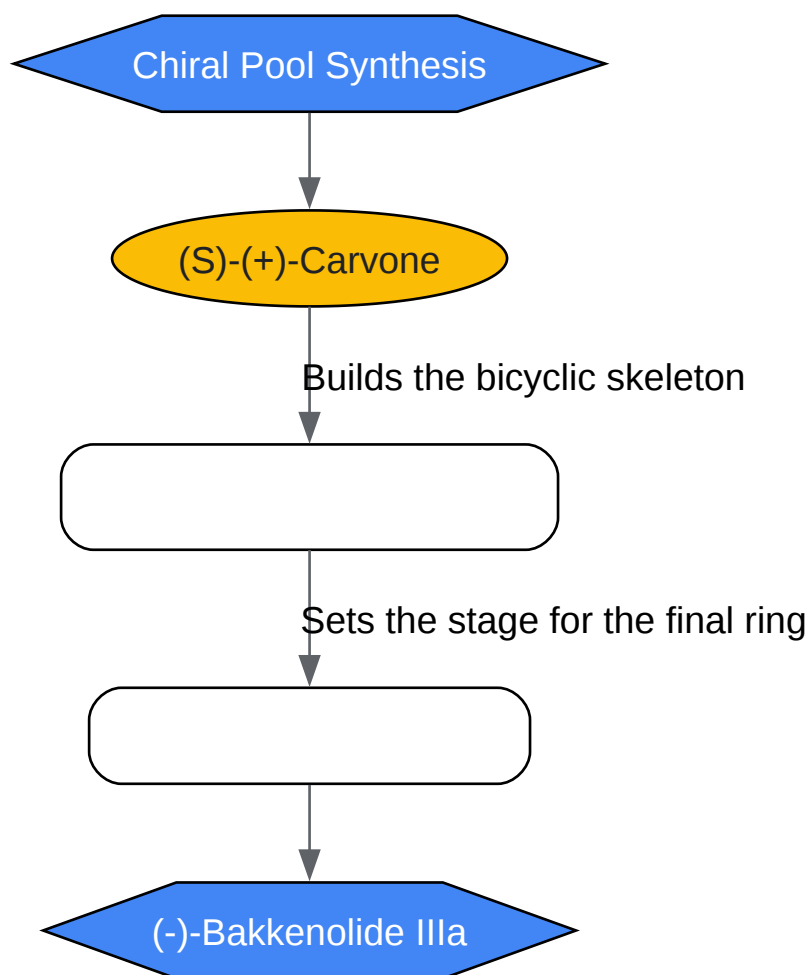 Chiral Pool Synthesis
(S)-(+)-Carvone
Builds the bicyclic skeleton
Sets the stage for the final ring
(-)-Bakkenolide IIIa